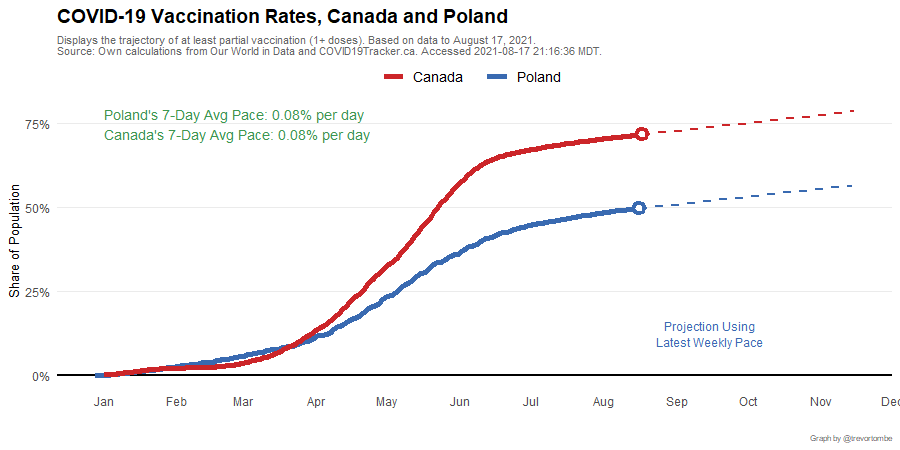 COVID-19 Vaccination Rates, Canada and Poland
Displays the trajectory of at least partial vaccination (1+ doses). Based on data to August 17, 2021.
Source: Own calculations from Our World in Data and COVID19Tracker.ca. Accessed 2021-08-17 21:16:36 MDT.
Canada Poland
Poland's 7-Day Avg Pace: 0.08% per day
Canada's 7-Day Avg Pace: 0.08% per day
75%
50%
25%
0%
Share of Population
Projection Using
Latest Weekly Pace
Jan Feb Mar Apr May Jun Jul Aug Sep Oct Nov Dec
Graph by @trevortombe